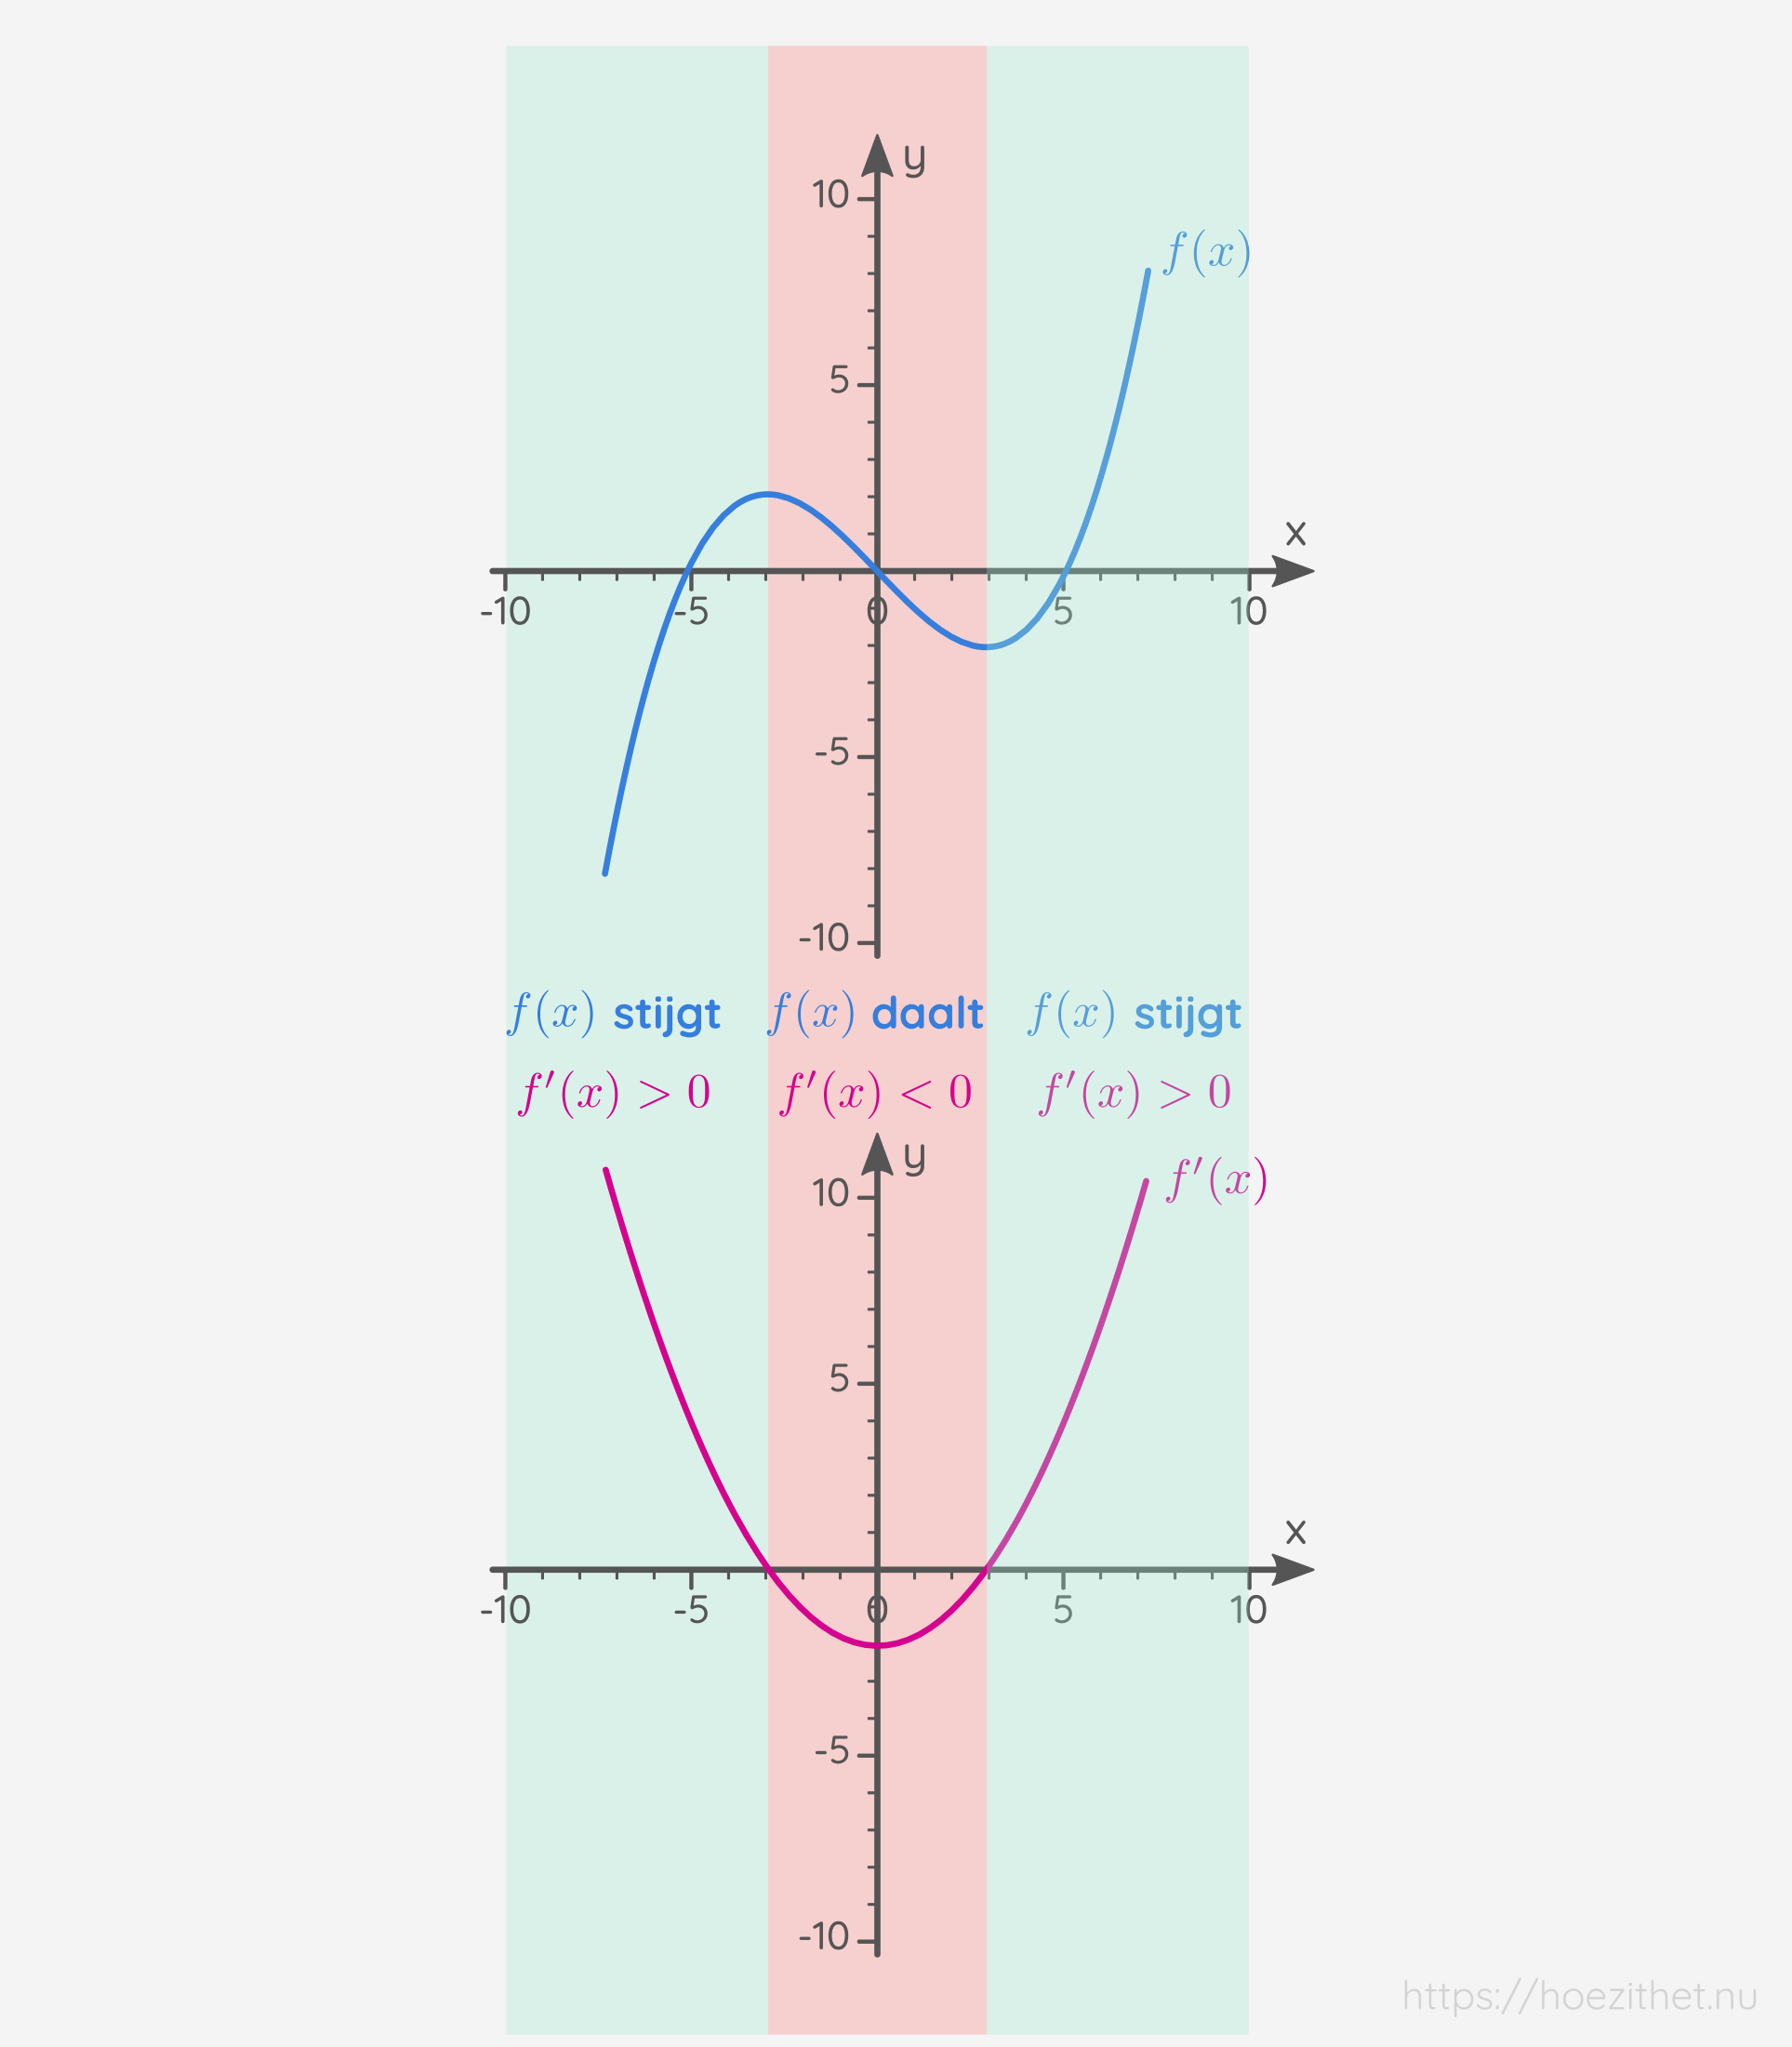 y
10
f(x)
5
x
-10
-5
0
5
10
-5
-10
f(x) stijgt
f(x) daalt
f(x) stijgt
f′(x) > 0
f′(x) < 0
f′(x) > 0
y
10
f′(x)
5
x
-10
-5
0
5
10
-5
-10
https://hoezithet.nu